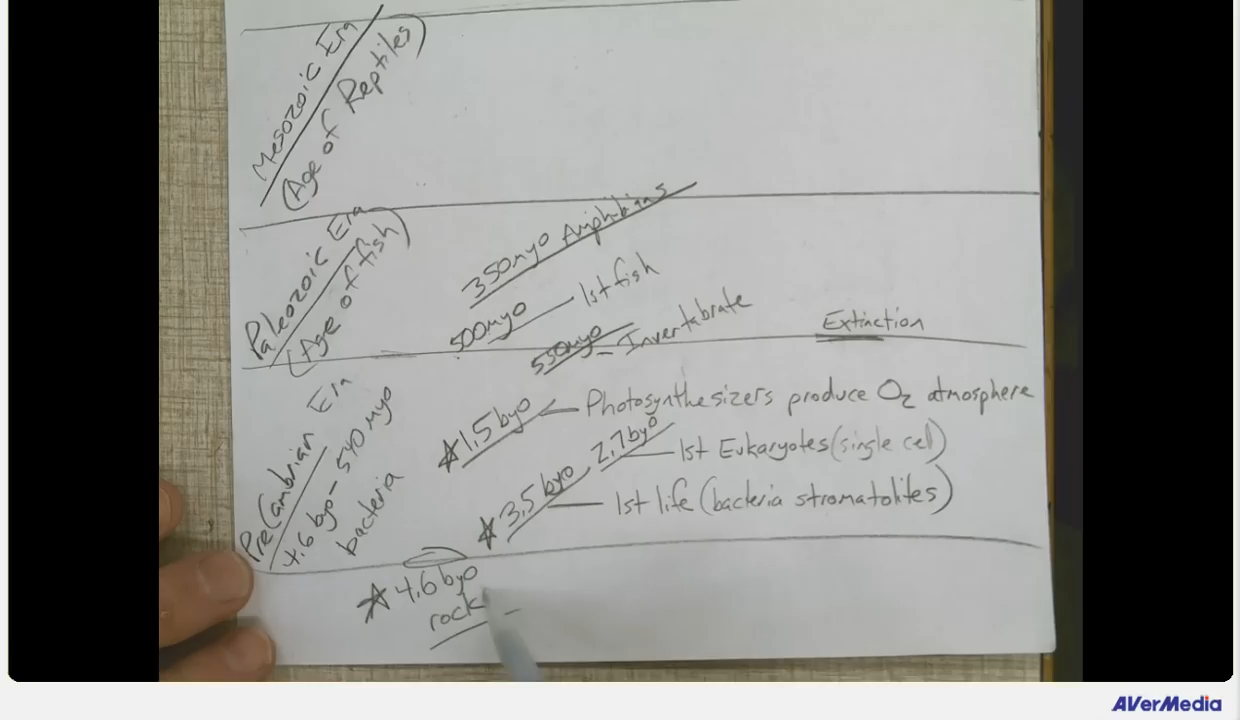 Mesozoic Era
(Age of Reptiles)
Paleozoic Era
(Age of fish)
350myo Amphibians
500myo 1st fish
550myo - Invertabrate
Extinction
PreCambrian Era
4.6 byo - 540 myo
bacteria
☆1.5 byo Photosynthesizers produce O₂ atmosphere
2.7 byo 1st Eukaryotes (single cell)
☆3.5 byo 1st life (bacteria stromatolites)
☆4.6 byo
rock
AVerMedia